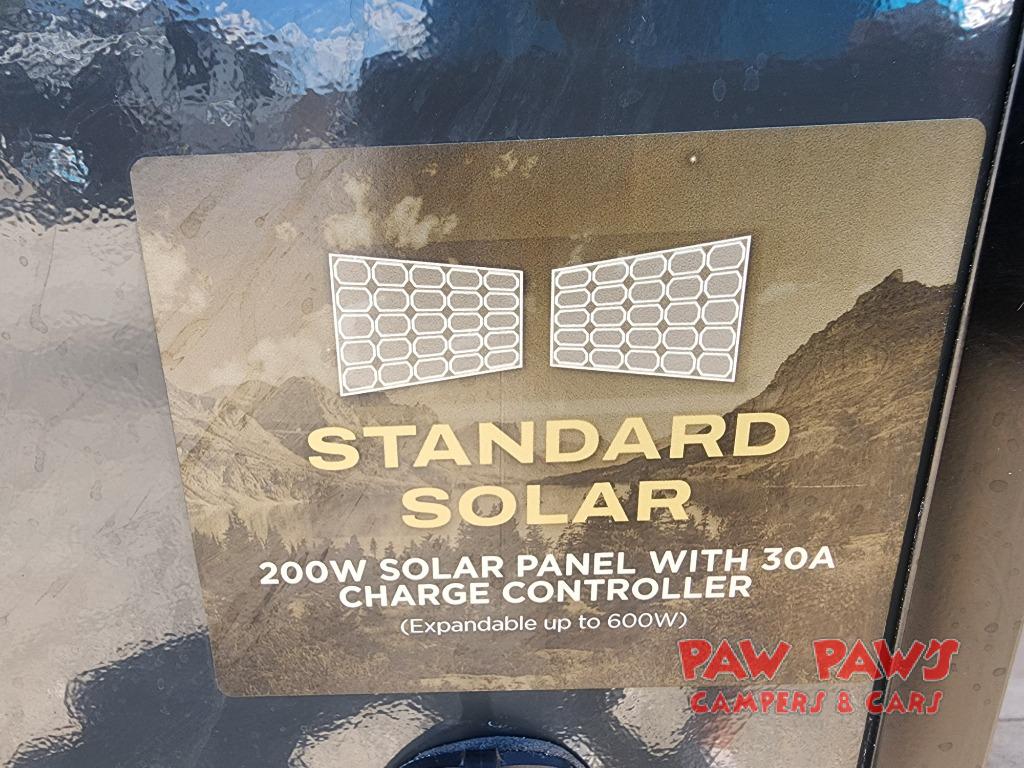 STANDARD
SOLAR
200W SOLAR PANEL WITH 30A
CHARGE CONTROLLER
(Expandable up to 600W)
PAW PAW'S
CAMPERS & CARS